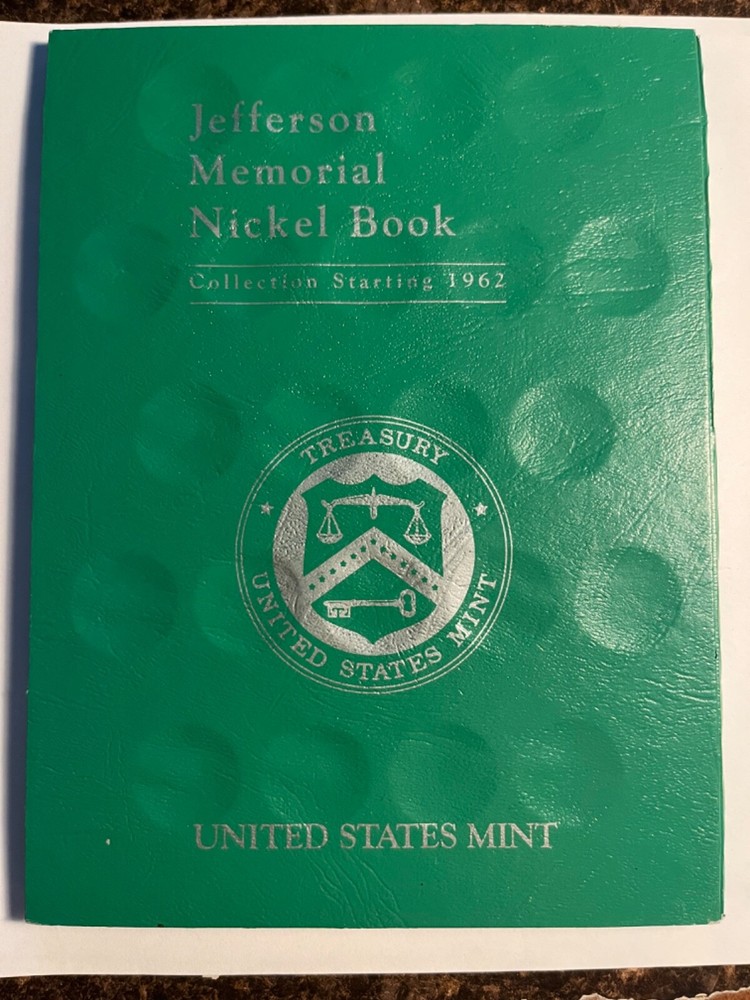 Jefferson
Memorial
Nickel Book
Collection Starting 1962
TREASURY
UNITED STATES MINT
UNITED STATES MINT